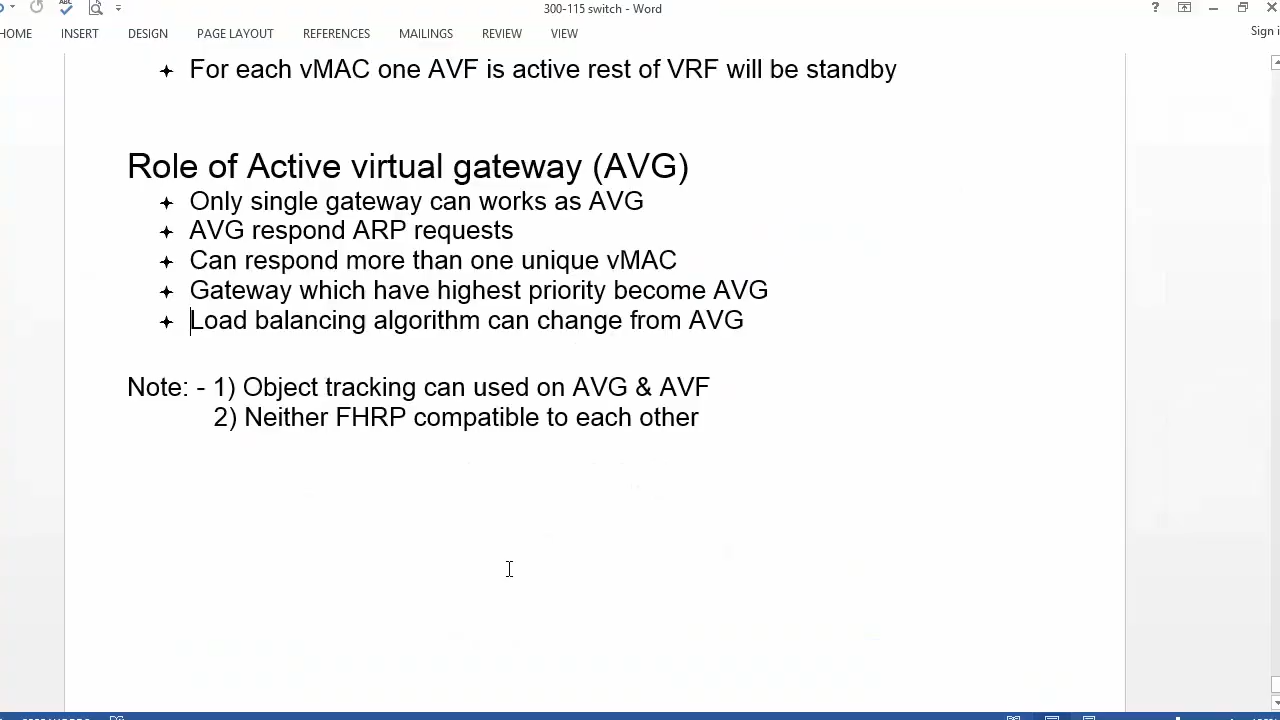 300-115 switch - Word
?
HOME INSERT DESIGN PAGE LAYOUT REFERENCES MAILINGS REVIEW VIEW
Sign i
For each vMAC one AVF is active rest of VRF will be standby
Role of Active virtual gateway (AVG)
Only single gateway can works as AVG
AVG respond ARP requests
Can respond more than one unique vMAC
Gateway which have highest priority become AVG
Load balancing algorithm can change from AVG
Note: - 1) Object tracking can used on AVG & AVF
2) Neither FHRP compatible to each other